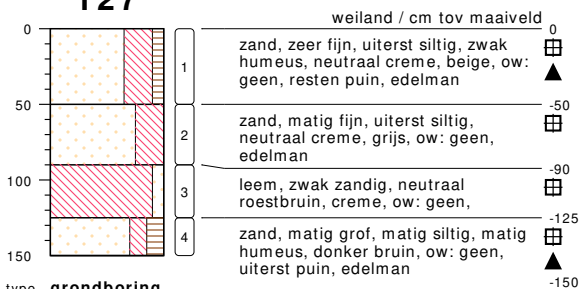 127
weiland / cm tov maaiveld
0
0
zand, zeer fijn, uiterst siltig, zwak
humeus, neutraal creme, beige, ow:
geen, resten puin, edelman
1
50
-50
zand, matig fijn, uiterst siltig,
neutraal creme, grijs, ow: geen,
edelman
2
-90
100
leem, zwak zandig, neutraal
roestbruin, creme, ow: geen,
3
-125
zand, matig grof, matig siltig, matig
humeus, donker bruin, ow: geen,
uiterst puin, edelman
4
150
-150
type grondboring